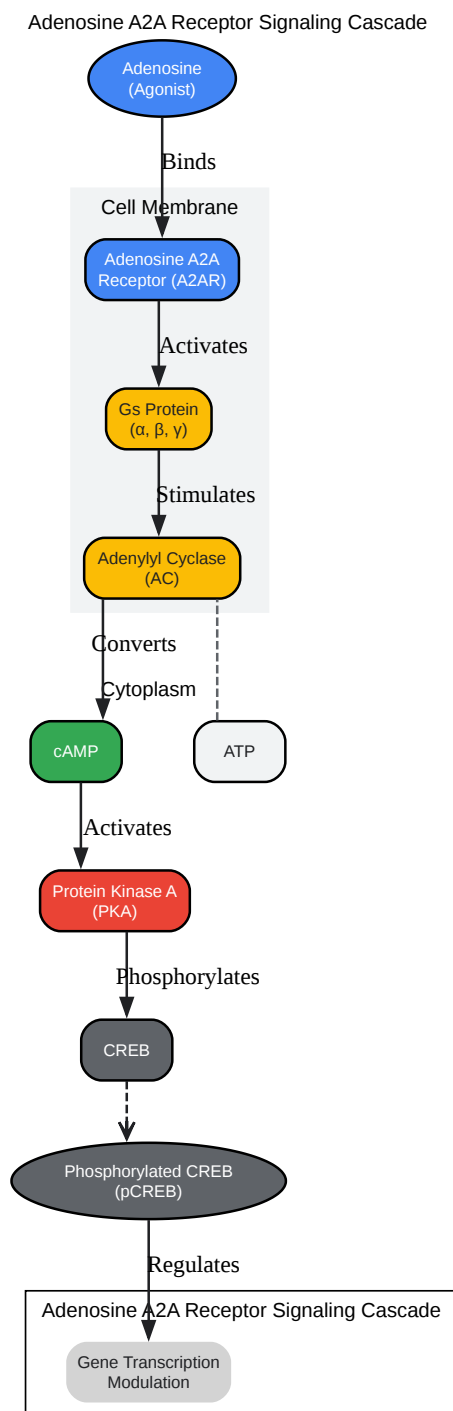 Adenosine A2A Receptor Signaling Cascade
Adenosine
(Agonist)
Binds
Cell Membrane
Adenosine A2A
Receptor (A2AR)
Activates
Gs Protein
(α, β, γ)
Stimulates
Adenylyl Cyclase
(AC)
Converts
Cytoplasm
cAMP
ATP
Activates
Protein Kinase A
(PKA)
Phosphorylates
CREB
Phosphorylated CREB
(pCREB)
Regulates
Adenosine A2A Receptor Signaling Cascade
Gene Transcription
Modulation